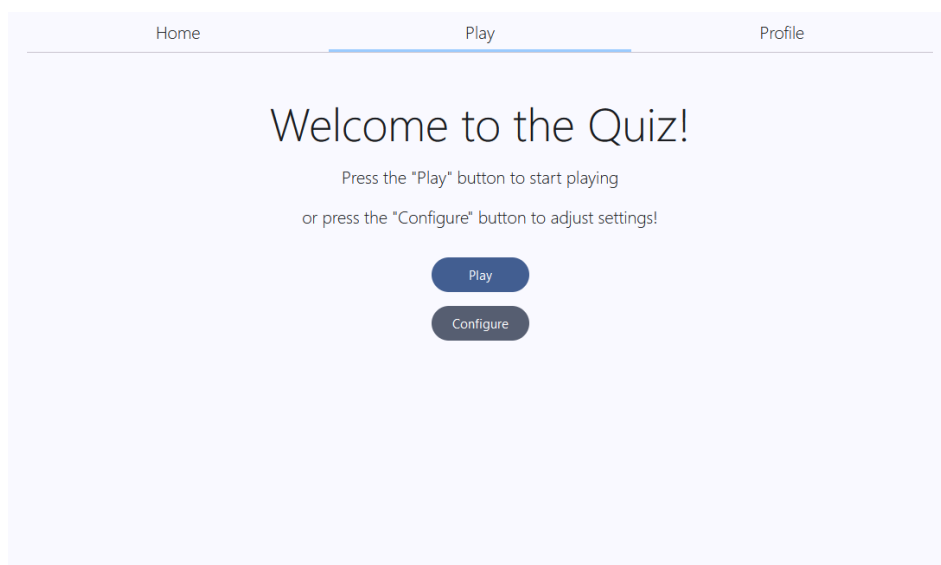 Home Play Profile
Welcome to the Quiz!
Press the "Play" button to start playing
or press the "Configure" button to adjust settings!
Play
Configure